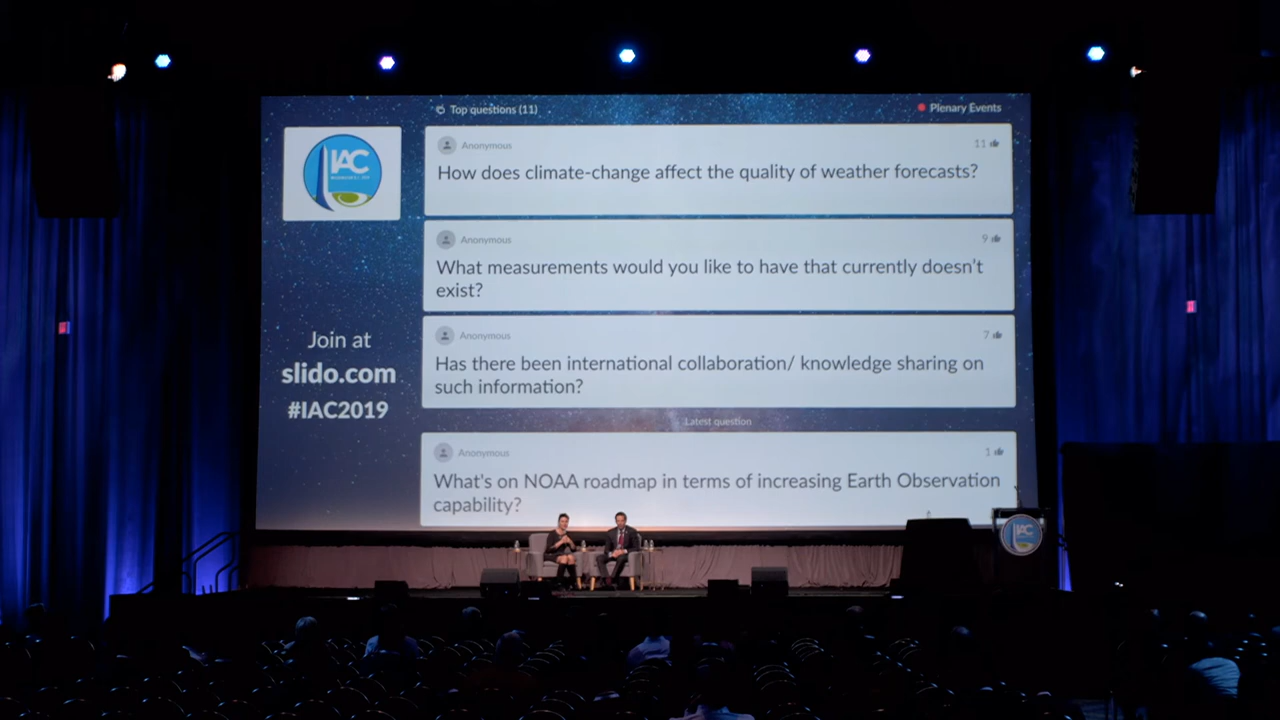 Top questions (11)
Plenary Events
IAC
Anonymous
11
How does climate-change affect the quality of weather forecasts?
Anonymous
9
What measurements would you like to have that currently doesn't
exist?
Anonymous
7
Has there been international collaboration/ knowledge sharing on
such information?
Join at
slido.com
#IAC2019
Latest question
Anonymous
1
What's on NOAA roadmap in terms of increasing Earth Observation
capability?
IAC